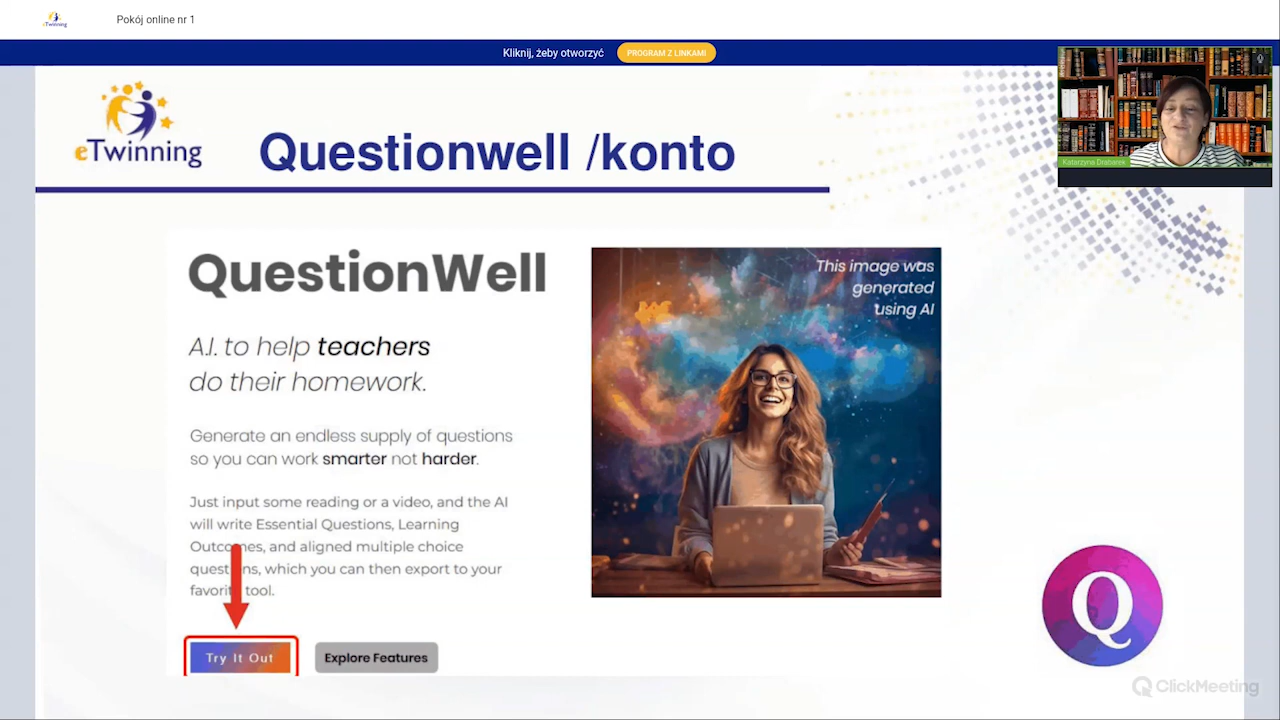 eTwinning
Pokój online nr 1
Kliknij, żeby otworzyć
PROGRAM Z LINKAMI
eTwinning
Questionwell /konto
Katarzyna Drabarek
QuestionWell
A.I. to help teachers
do their homework.
Generate an endless supply of questions
so you can work smarter not harder.
Just input some reading or a video, and the AI
will write Essential Questions, Learning
Outcomes, and aligned multiple choice
questions, which you can then export to your
favorite tool.
Try It Out
Explore Features
This image was
generated
using AI
Q
ClickMeeting